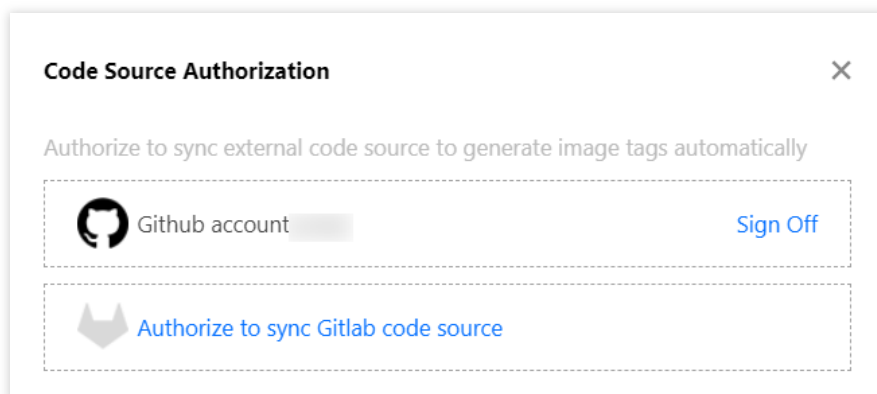 Code Source Authorization
Authorize to sync external code source to generate image tags automatically
Github account
Sign Off
Authorize to sync Gitlab code source